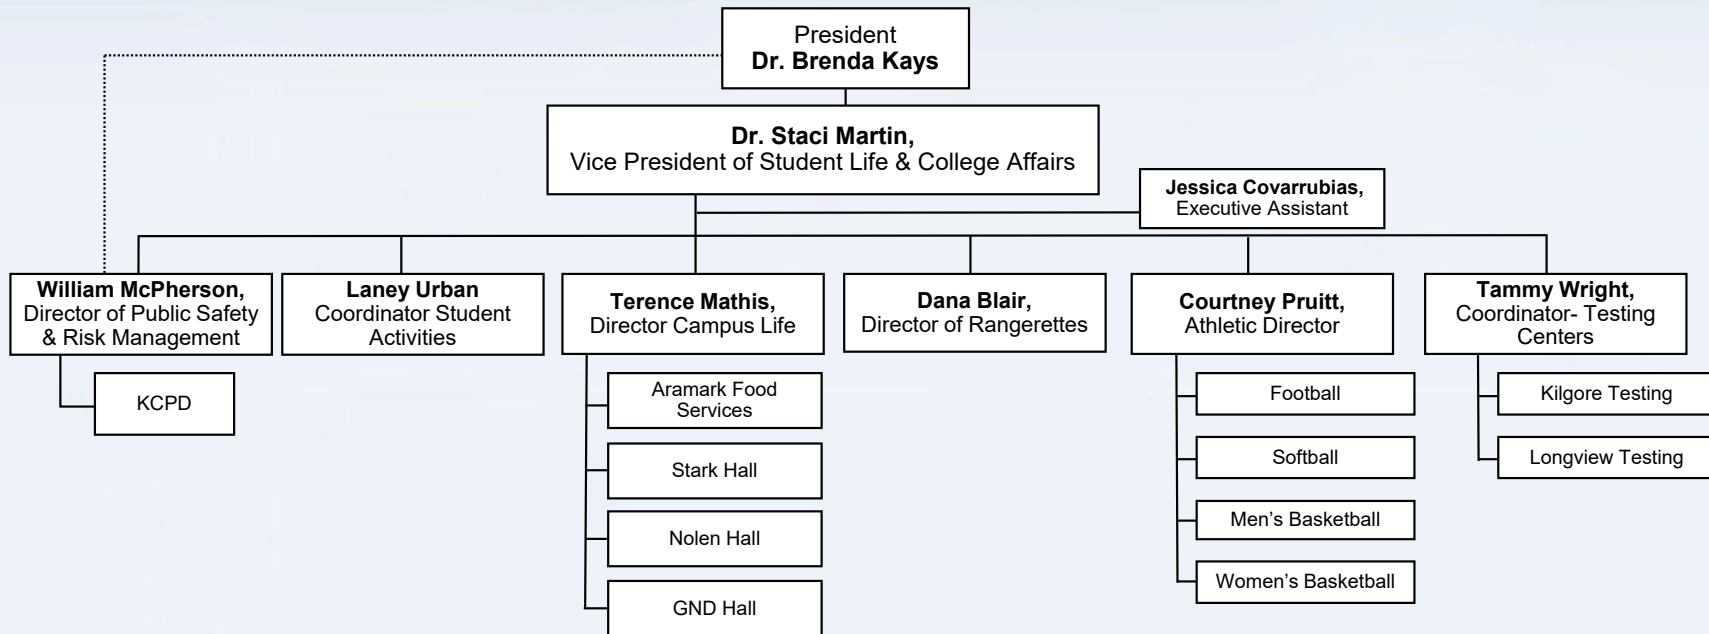 President
Dr. Brenda Kays
Dr. Staci Martin,
Vice President of Student Life & College Affairs
Jessica Covarrubias,
Executive Assistant
William McPherson,
Director of Public Safety
& Risk Management
Laney Urban
Coordinator Student
Activities
Terence Mathis,
Director Campus Life
Dana Blair,
Director of Rangerettes
Courtney Pruitt,
Athletic Director
Tammy Wright,
Coordinator- Testing
Centers
KCPD
Aramark Food
Services
Stark Hall
Nolen Hall
GND Hall
Football
Softball
Men’s Basketball
Women’s Basketball
Kilgore Testing
Longview Testing